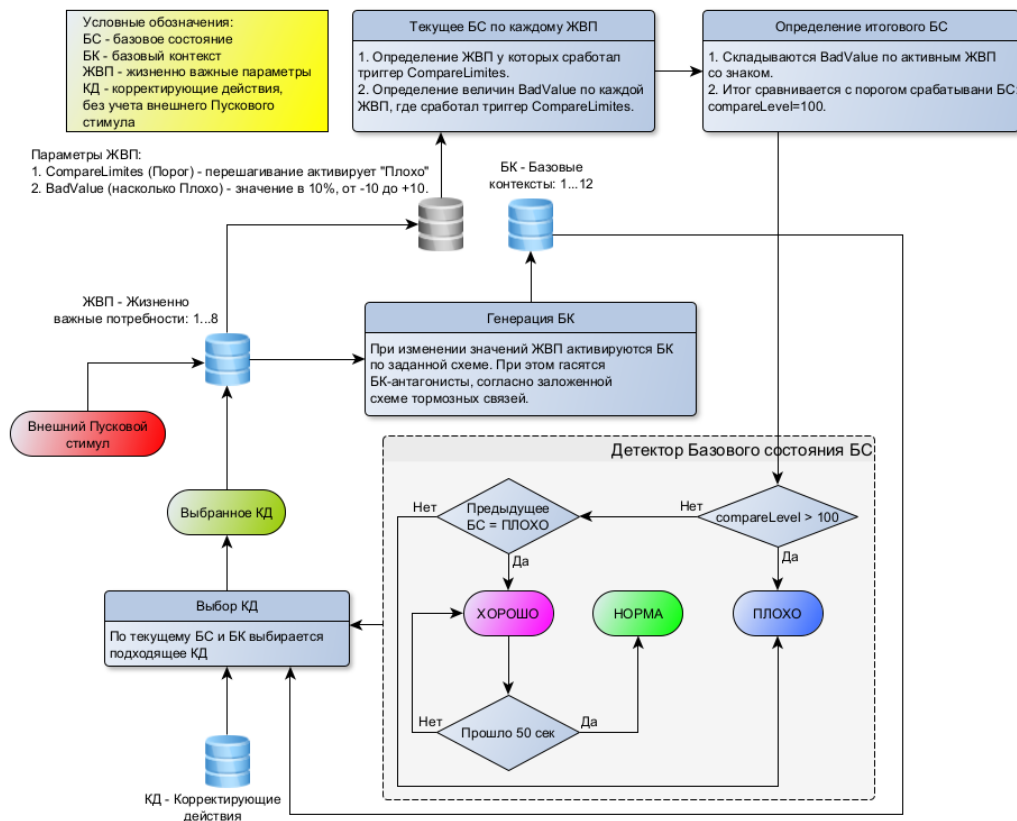 Условные обозначения:
БС - базовое состояние
БК - базовый контекст
ЖВП - жизненно важные параметры
КД - корректирующие действия,
без учета внешнего Пускового
стимула
Текущее БС по каждому ЖВП
1. Определение ЖВП у которых сработал
триггер CompareLimites.
2. Определение величин BadValue по каждой
ЖВП, где сработал триггер CompareLimites.
Определение итогового БС
1. Складываются BadValue по активным ЖВП
со знаком.
2. Итог сравнивается с порогом срабатывани БС:
compareLevel=100.
Параметры ЖВП:
1. CompareLimites (Порог) - перешагивание активирует "Плохо"
2. BadValue (насколько Плохо) - значение в 10%, от -10 до +10.
БК - Базовые
контексты: 1...12
ЖВП - Жизненно
важные потребности: 1...8
Генерация БК
При изменении значений ЖВП активируются БК
по заданной схеме. При этом гасятся
БК-антагонисты, согласно заложенной
схеме тормозных связей.
Внешний Пусковой
стимул
Детектор Базового состояния БС
Выбранное КД
Нет
Предыдущее
БС = ПЛОХО
Нет
compareLevel > 100
Да
Да
Выбор КД
По текущему БС и БК выбирается
подходящее КД
ХОРОШО
НОРМА
ПЛОХО
Нет
Прошло 50 сек
Да
КД - Корректирующие
действия